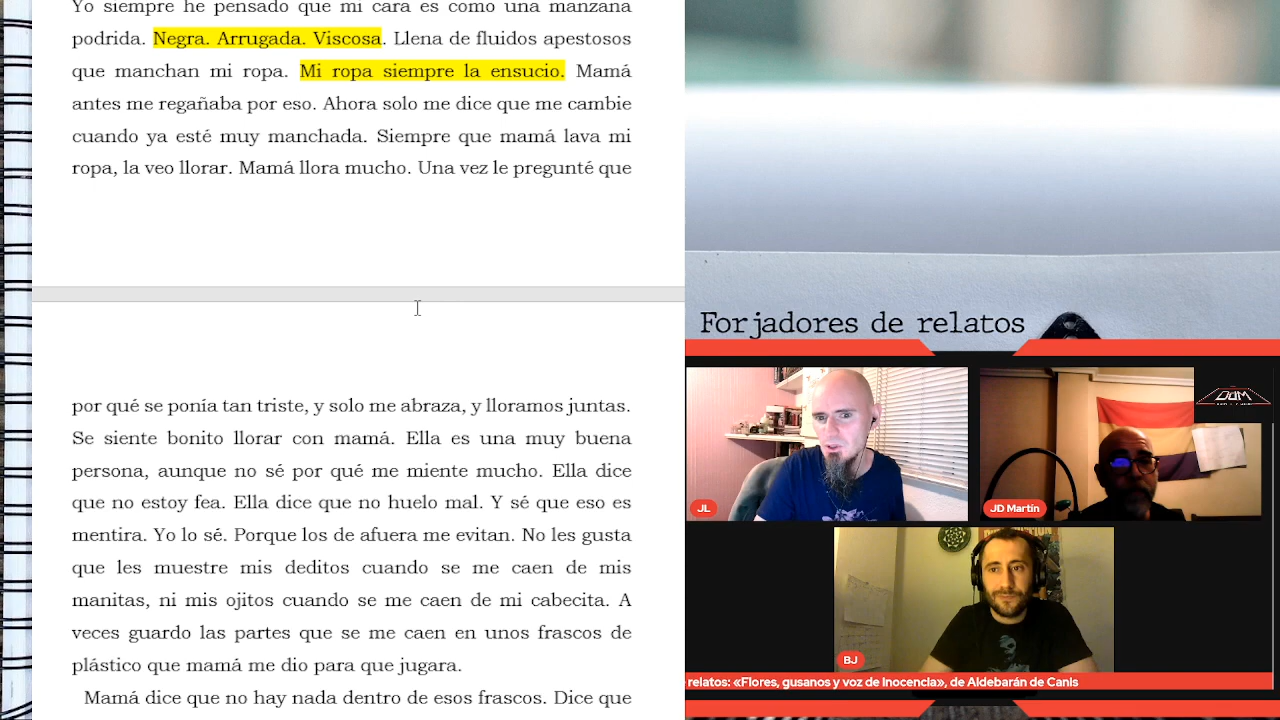 Yo siempre he pensado que mi cara es como una manzana
podrida. Negra. Arrugada. Viscosa. Llena de fluidos apestosos
que manchan mi ropa. Mi ropa siempre la ensucio. Mamá
antes me regañaba por eso. Ahora solo me dice que me cambie
cuando ya esté muy manchada. Siempre que mamá lava mi
ropa, la veo llorar. Mamá llora mucho. Una vez le pregunté que
por qué se ponía tan triste, y solo me abraza, y lloramos juntas.
Se siente bonito llorar con mamá. Ella es una muy buena
persona, aunque no sé por qué me miente mucho. Ella dice
que no estoy fea. Ella dice que no huelo mal. Y sé que eso es
mentira. Yo lo sé. Porque los de afuera me evitan. No les gusta
que les muestre mis deditos cuando se me caen de mis
manitas, ni mis ojitos cuando se me caen de mi cabecita. A
veces guardo las partes que se me caen en unos frascos de
plástico que mamá me dio para que jugara.
Mamá dice que no hay nada dentro de esos frascos. Dice que
Forjadores de relatos
JL
JD Martín
BJ
relatos: «Flores, gusanos y voz de inocencia», de Aldebarán de Canis